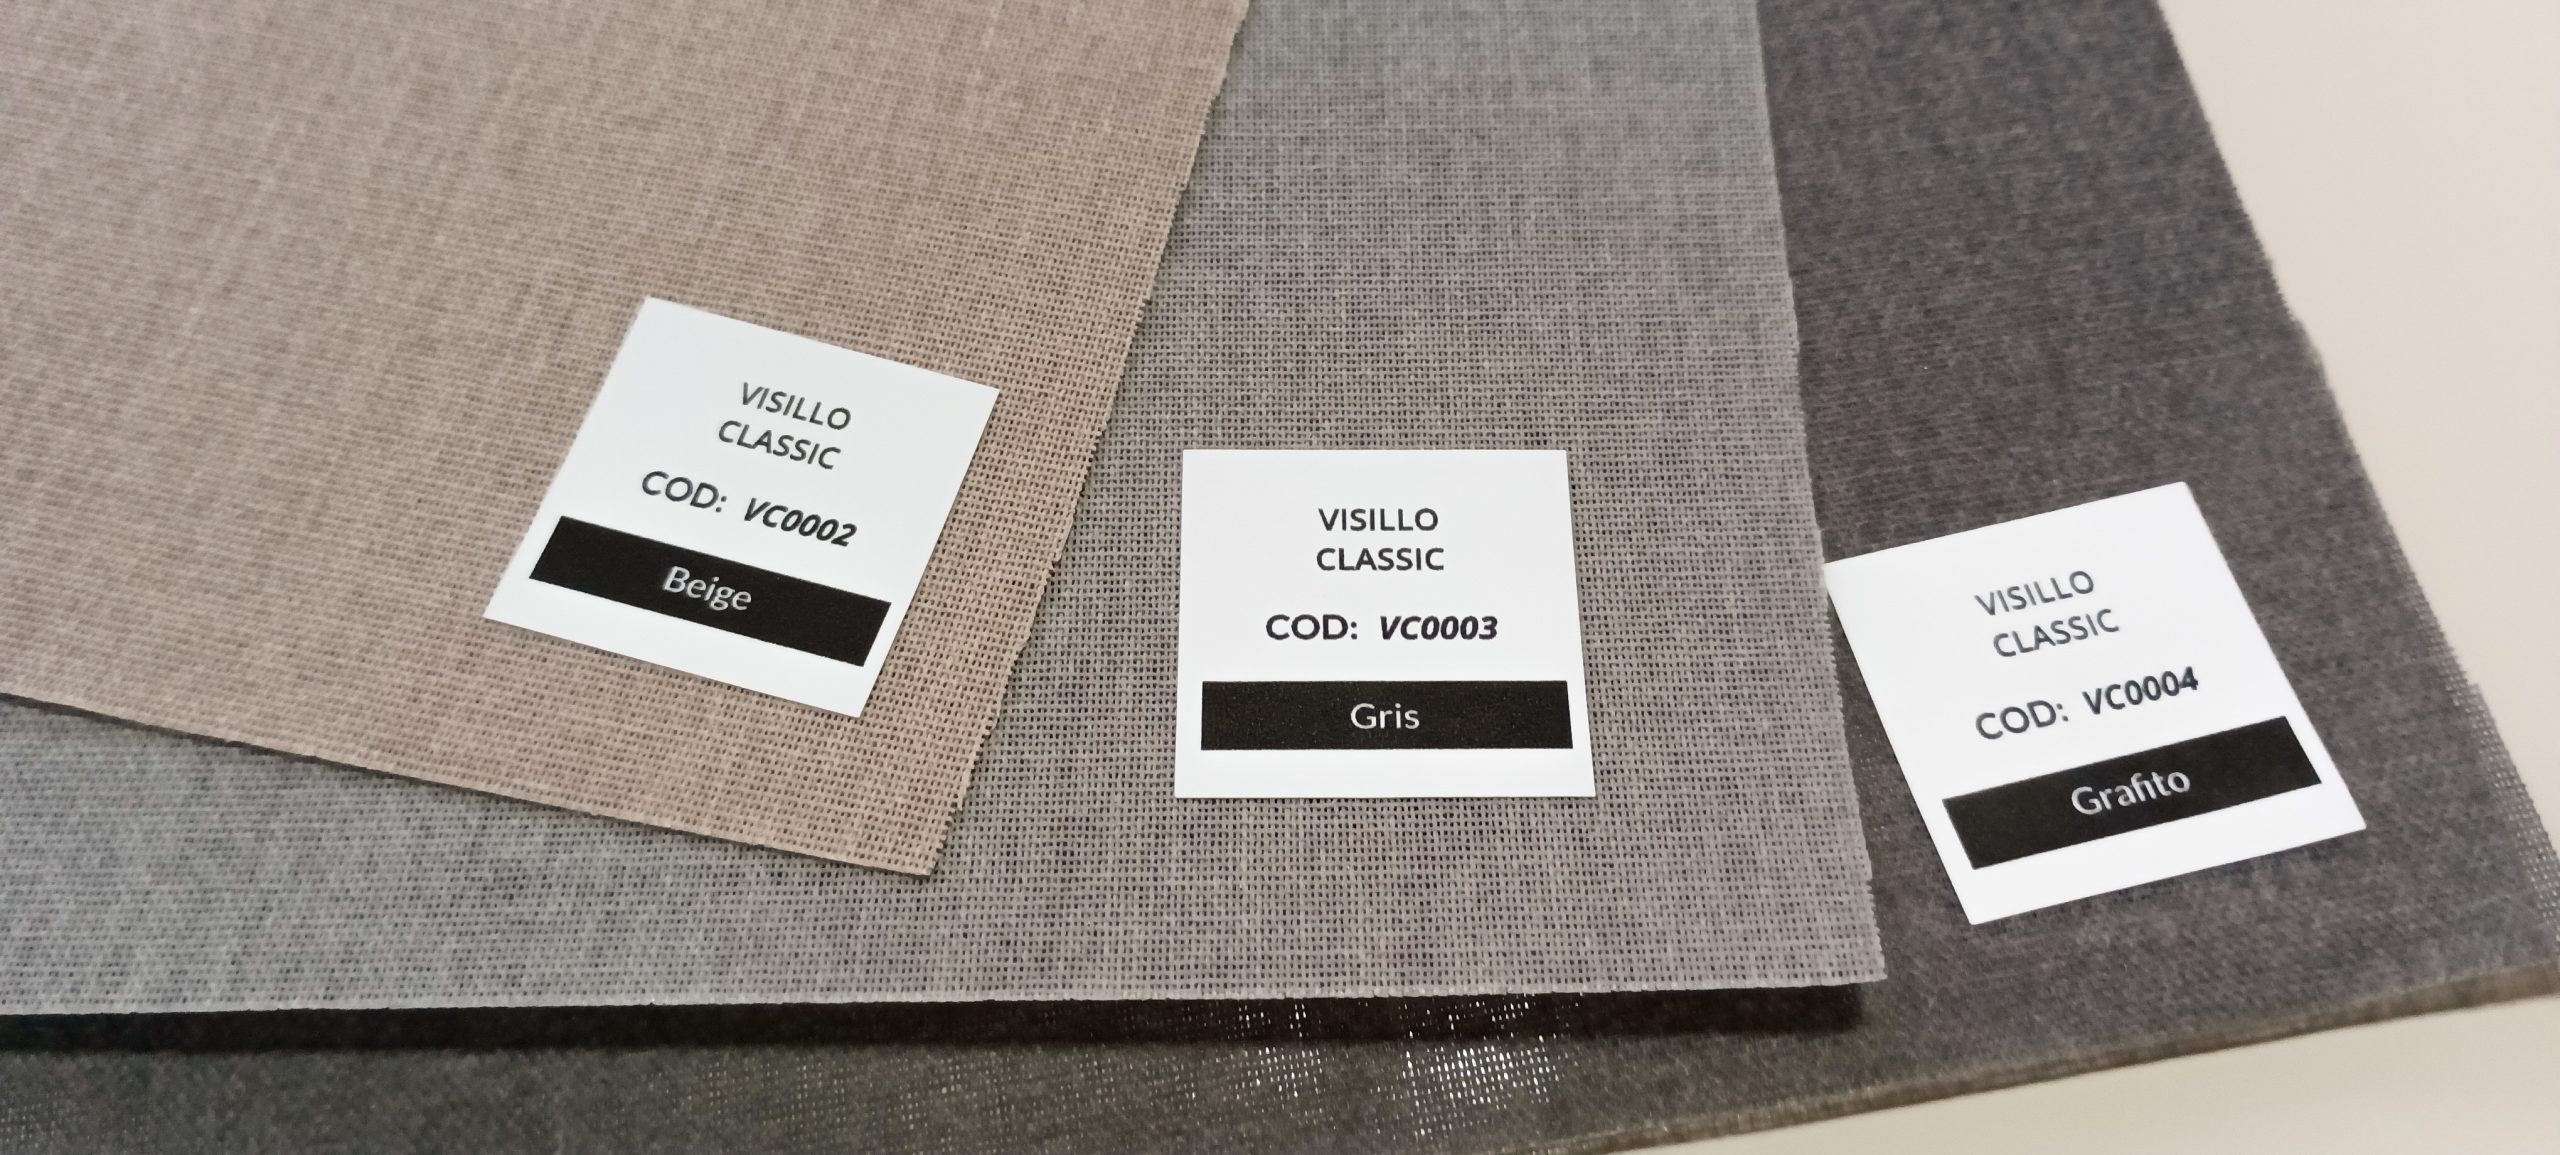 VISILLO
CLASSIC
COD: VC0002
Beige
VISILLO
CLASSIC
COD: VC0003
Gris
VISILLO
CLASSIC
COD: VC0004
Grafito